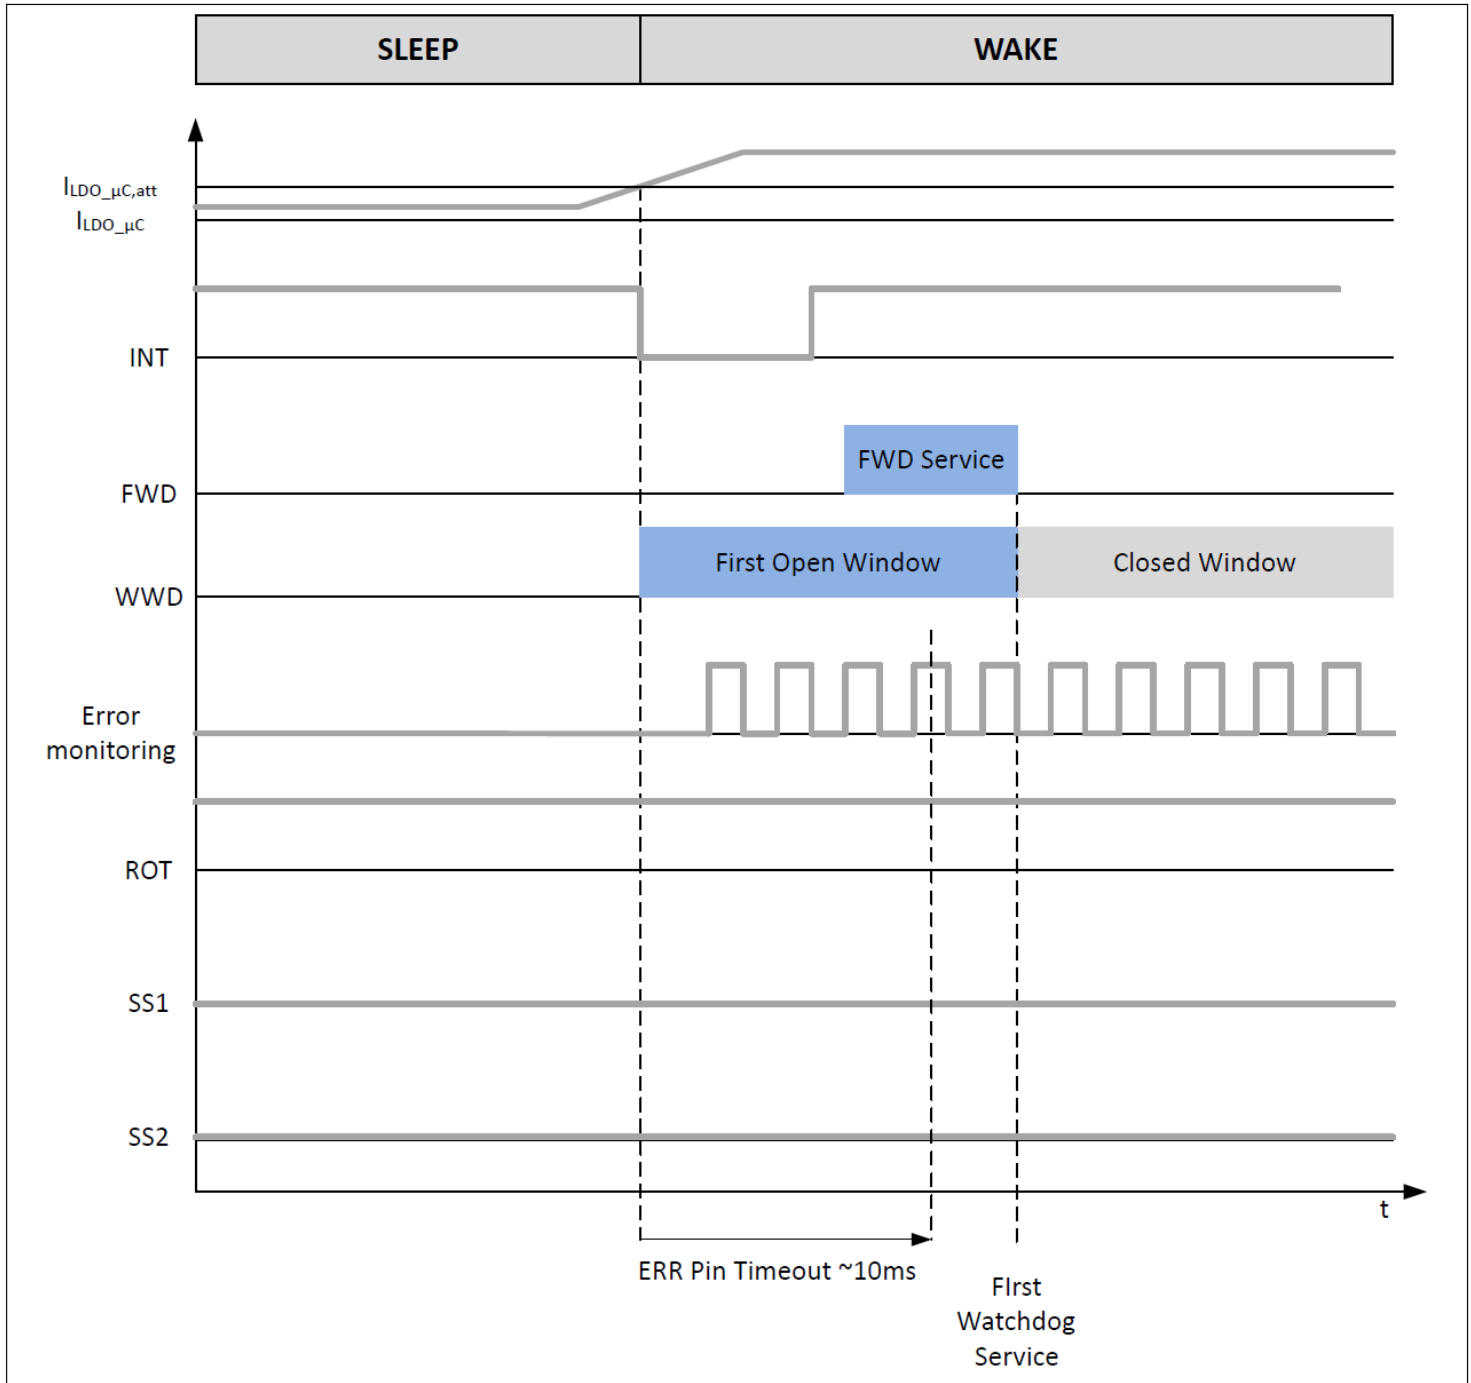 SLEEP WAKE
ILDO_µC,att
ILDO_µC
INT
FWD Service
FWD
First Open Window Closed Window
WWD
Error
monitoring
ROT
SS1
SS2
t
ERR Pin Timeout ~10ms
FIrst
Watchdog
Service